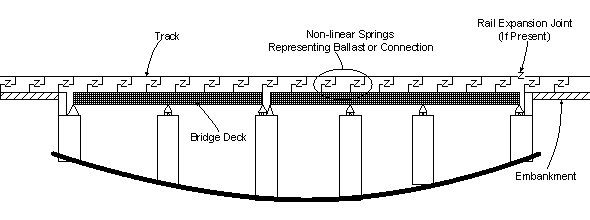 Track
Non-linear Springs
Representing Ballast or Connection
Rail Expansion Joint
(If Present)
Bridge Deck
Embankment